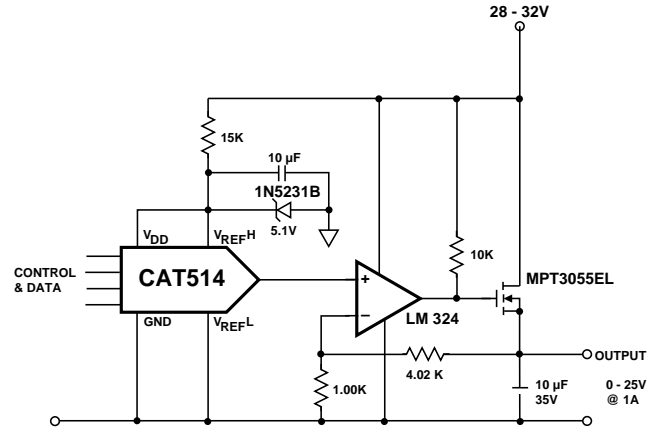 28 - 32V
15K
10 µF
1N5231B
5.1V
VDD
VREFH
CONTROL
& DATA
CAT514
GND
VREFL
+
–
LM 324
10K
MPT3055EL
4.02 K
1.00K
OUTPUT
10 µF
35V
0 - 25V
@ 1A